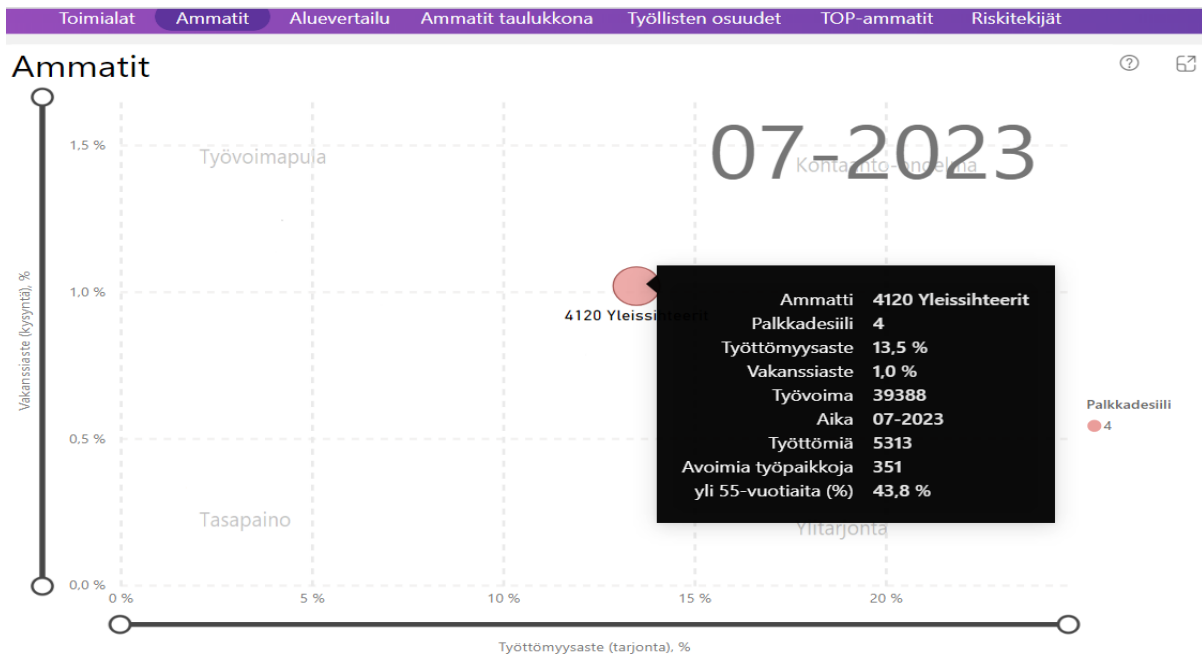 Toimialat Ammatit Aluevertailu Ammatit taulukkona Työllisten osuudet TOP-ammatit Riskitekijät
Ammatit
07-2023
1,5 %
Työvoimapula
Kohtaanto-ongelma
Vakanssiaste (kysyntä), %
1,0 %
4120 Yleissihteerit
Ammatti 4120 Yleissihteerit
Palkkadesiili 4
Työttömyysaste 13,5 %
Vakanssiaste 1,0 %
Työvoima 39388
Aika 07-2023
Työttömiä 5313
Avoimia työpaikkoja 351
yli 55-vuotiaita (%) 43,8 %
Palkkadesiili
4
0,5 %
Tasapaino
Ylitarjonta
0,0 %
0 % 5 % 10 % 15 % 20 %
Työttömyysaste (tarjonta), %